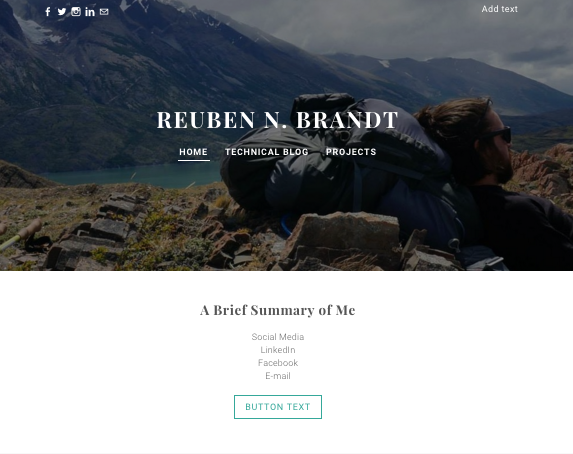 Add text
REUBEN N. BRANDT
HOME TECHNICAL BLOG PROJECTS
A Brief Summary of Me
Social Media
LinkedIn
Facebook
E-mail
BUTTON TEXT